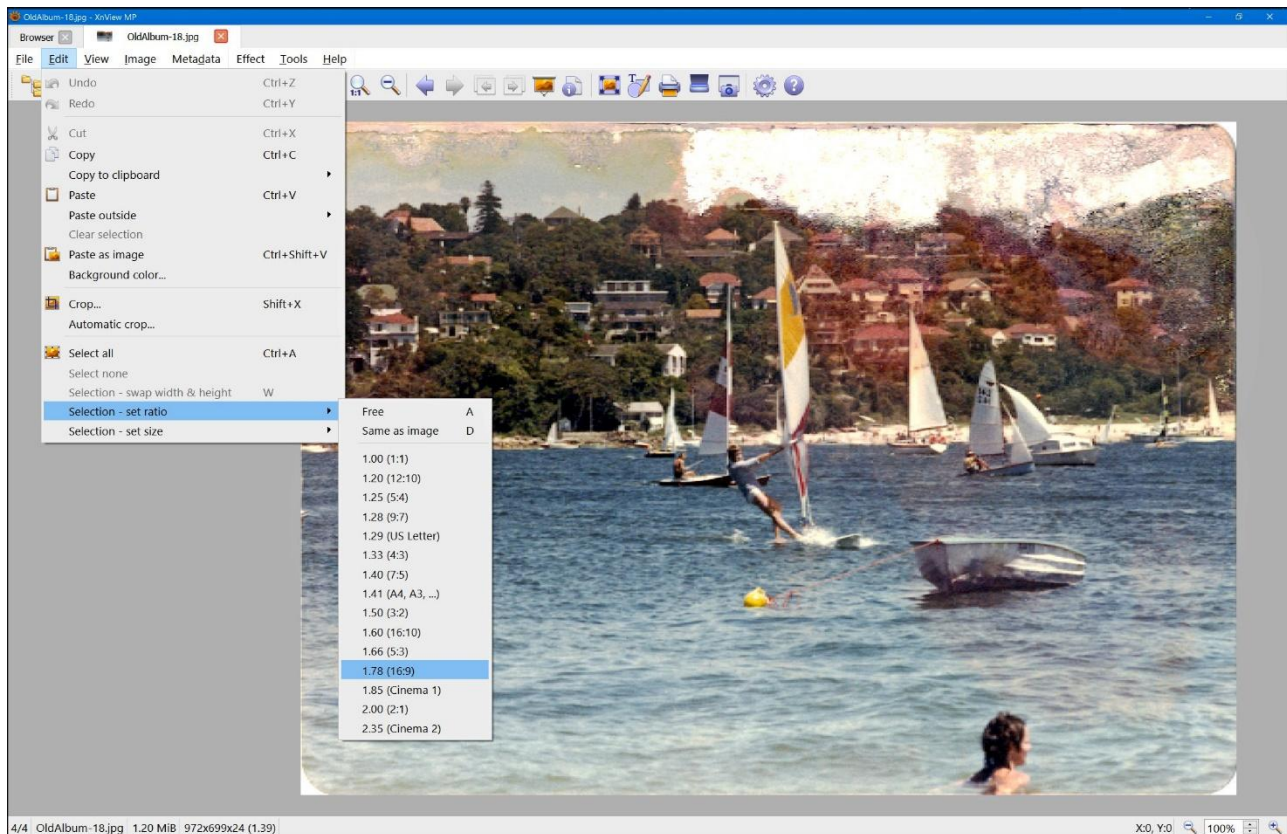 OldAlbum-18.jpg - XnView MP
Browser OldAlbum-18.jpg
File Edit View Image Metadata Effect Tools Help
1:1
Undo Ctrl+Z
Redo Ctrl+Y
Cut Ctrl+X
Copy Ctrl+C
Copy to clipboard
Paste Ctrl+V
Paste outside
Clear selection
Paste as image Ctrl+Shift+V
Background color...
Crop... Shift+X
Automatic crop...
Select all Ctrl+A
Select none
Selection - swap width & height W
Selection - set ratio
Selection - set size
Free A
Same as image D
1.00 (1:1)
1.20 (12:10)
1.25 (5:4)
1.28 (9:7)
1.29 (US Letter)
1.33 (4:3)
1.40 (7:5)
1.41 (A4, A3, ...)
1.50 (3:2)
1.60 (16:10)
1.66 (5:3)
1.78 (16:9)
1.85 (Cinema 1)
2.00 (2:1)
2.35 (Cinema 2)
4/4 OldAlbum-18.jpg 1.20 MiB 972x699x24 (1.39) X:0, Y:0 100%